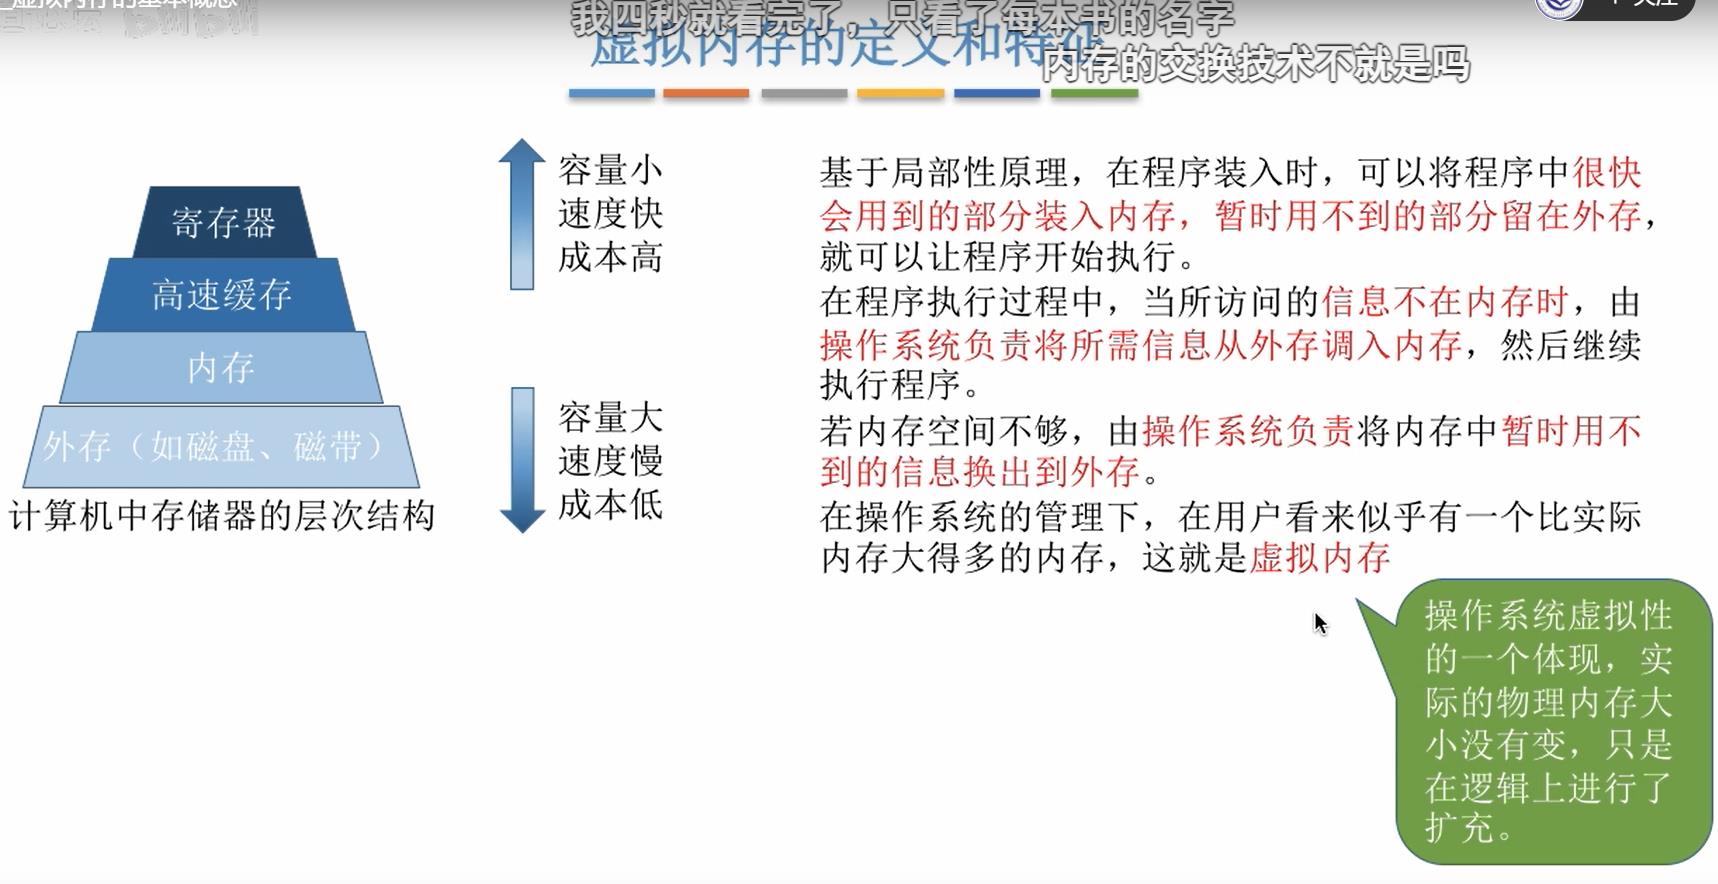 虚拟内存的基本概念
我四秒就看完了，只看了每本书的名字
虚拟内存的定义和特征
内存的交换技术不就是吗
关注
寄存器
高速缓存
内存
外存（如磁盘、磁带）
计算机中存储器的层次结构
容量小
速度快
成本高
容量大
速度慢
成本低
基于局部性原理，在程序装入时，可以将程序中很快
会用到的部分装入内存，暂时用不到的部分留在外存，
就可以让程序开始执行。
在程序执行过程中，当所访问的信息不在内存时，由
操作系统负责将所需信息从外存调入内存，然后继续
执行程序。
若内存空间不够，由操作系统负责将内存中暂时用不
到的信息换出到外存。
在操作系统的管理下，在用户看来似乎有一个比实际
内存大得多的内存，这就是虚拟内存
操作系统虚拟性
的一个体现，实
际的物理内存大
小没有变，只是
在逻辑上进行了
扩充。